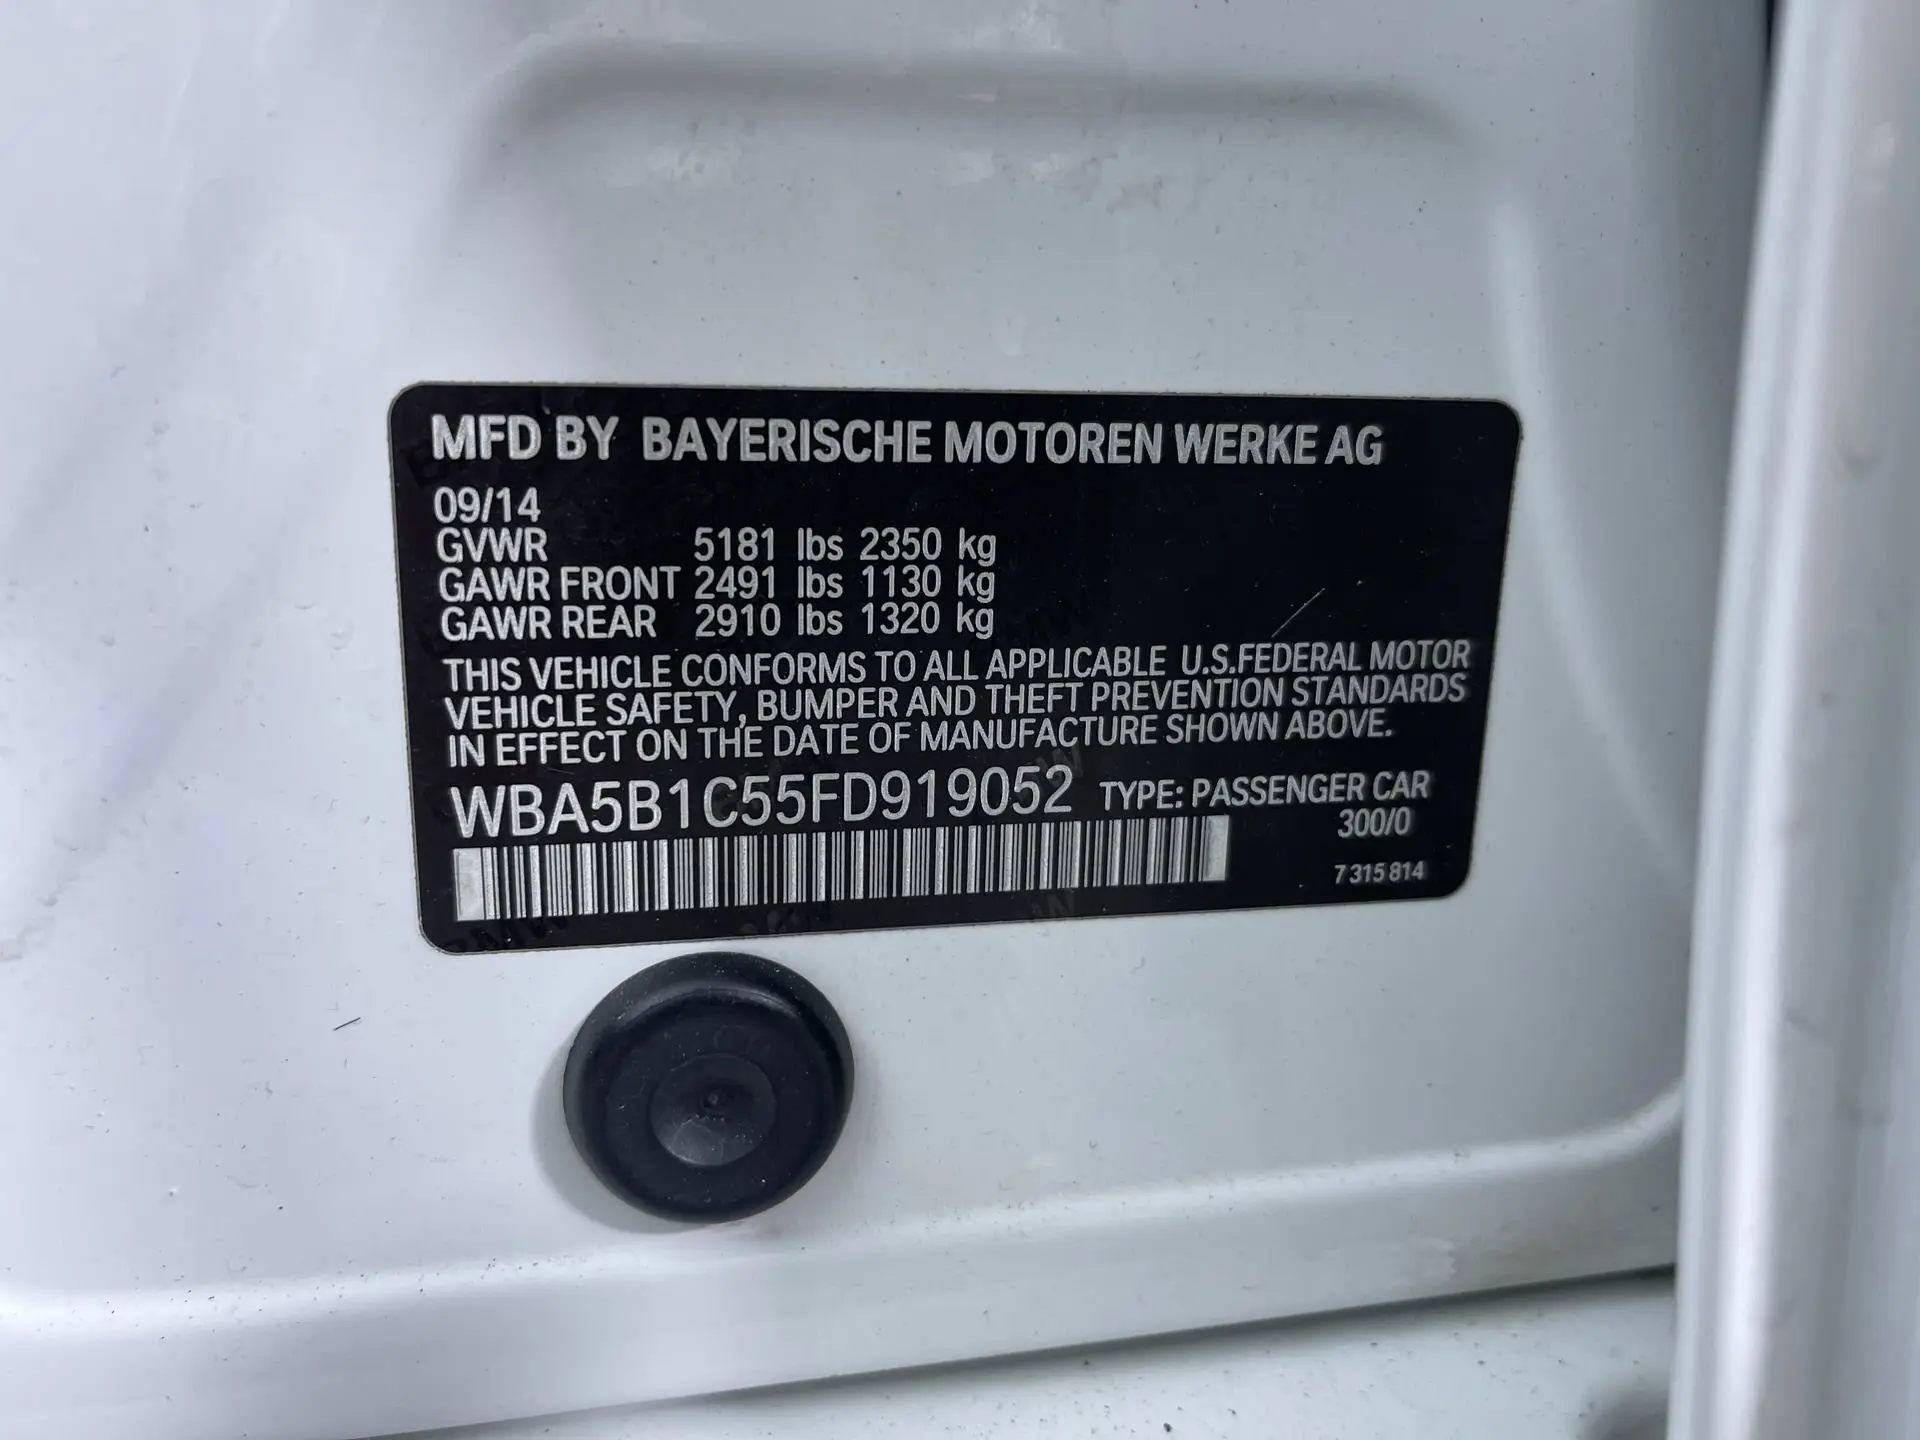 MFD BY BAYERISCHE MOTOREN WERKE AG
09/14
GVWR 5181 lbs 2350 kg
GAWR FRONT 2491 lbs 1130 kg
GAWR REAR 2910 lbs 1320 kg
THIS VEHICLE CONFORMS TO ALL APPLICABLE U.S.FEDERAL MOTOR
VEHICLE SAFETY, BUMPER AND THEFT PREVENTION STANDARDS
IN EFFECT ON THE DATE OF MANUFACTURE SHOWN ABOVE.
WBA5B1C55FD919052 TYPE: PASSENGER CAR
300/0
7 315 814